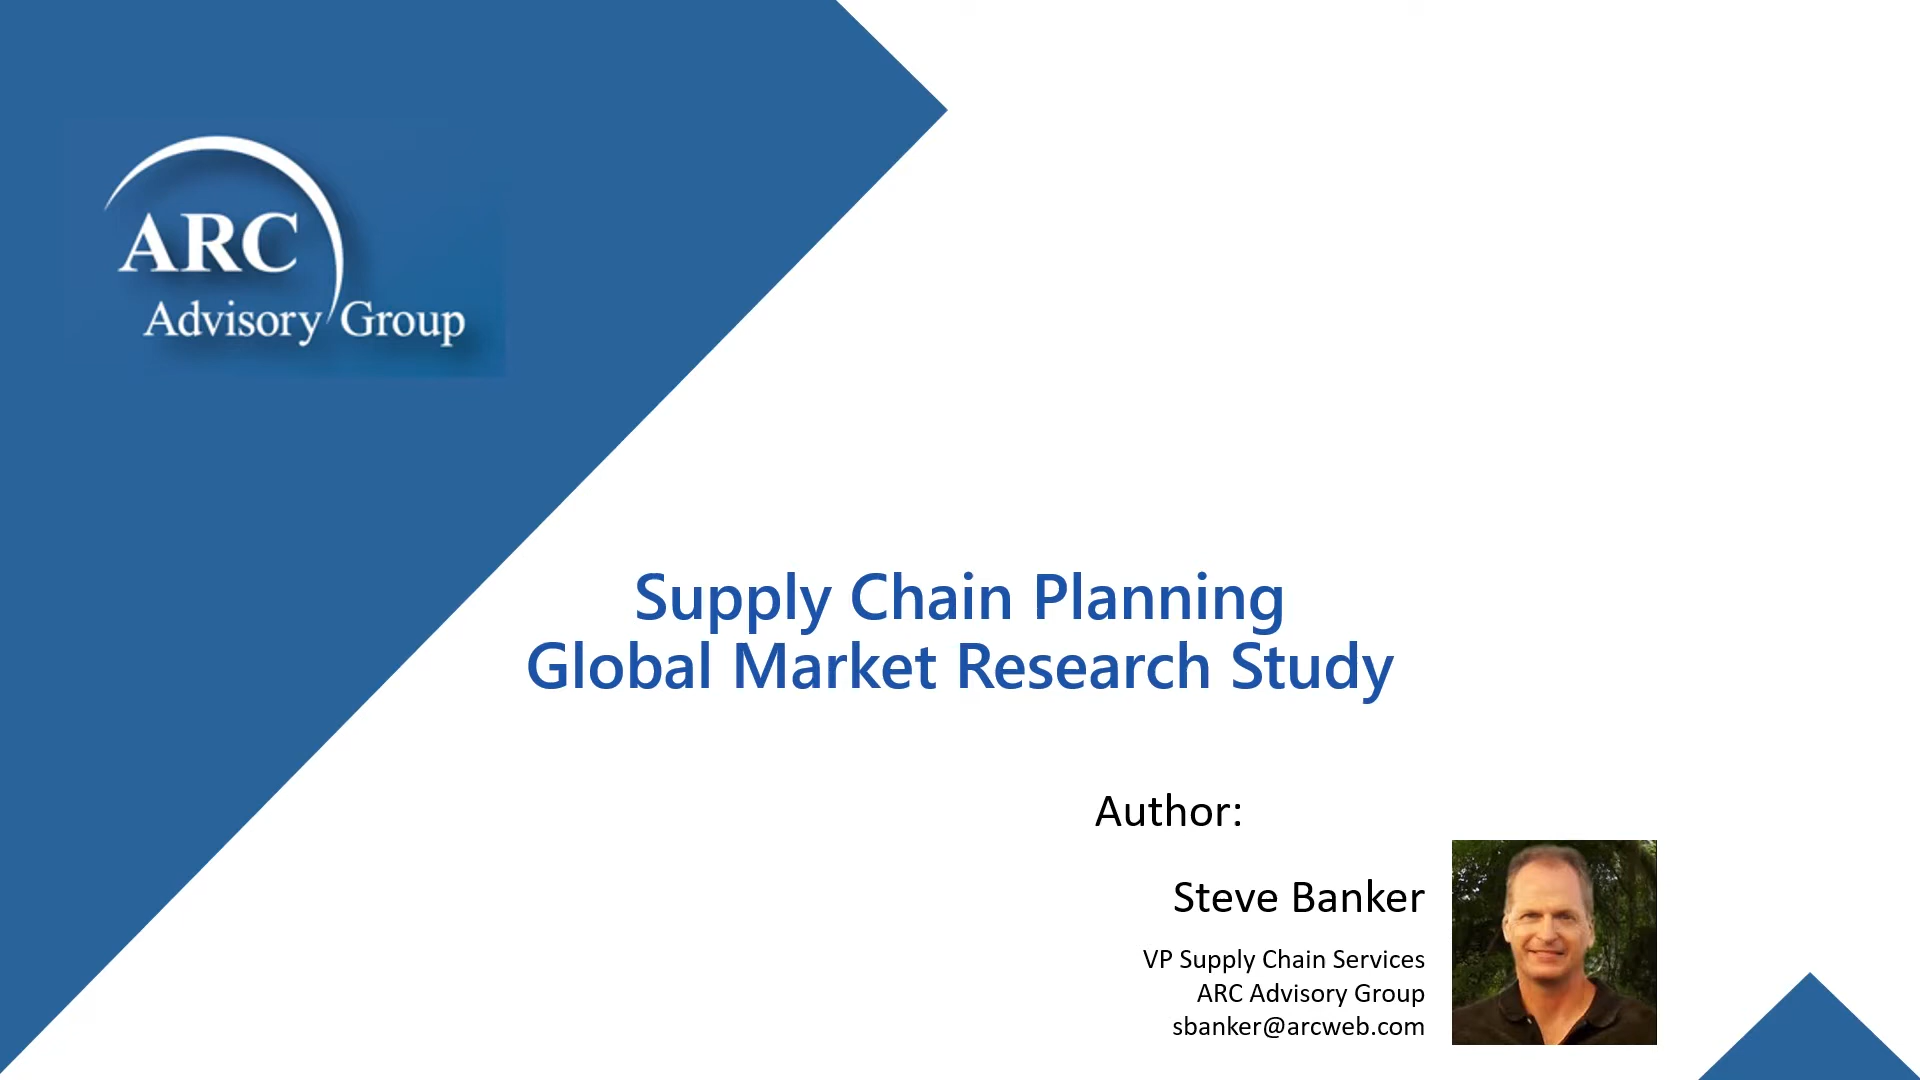 ARC
Advisory Group
Supply Chain Planning
Global Market Research Study
Author:
Steve Banker
VP Supply Chain Services
ARC Advisory Group
sbanker@arcweb.com